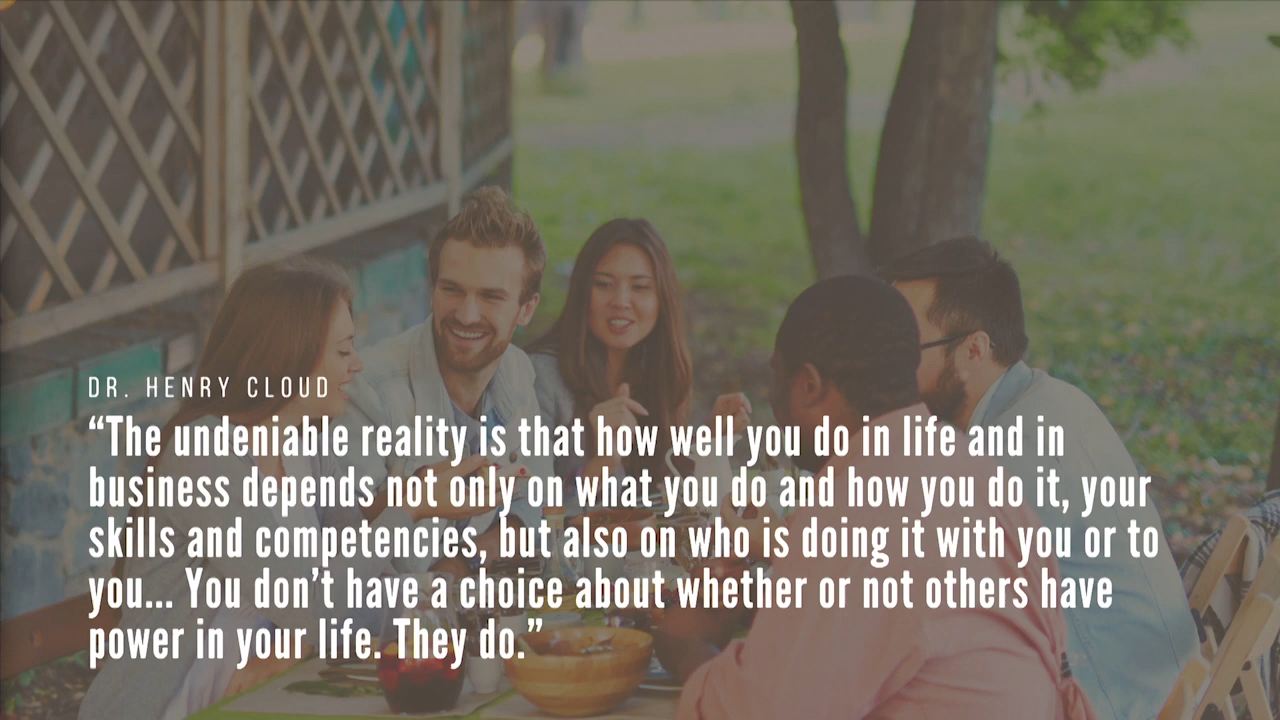 DR. HENRY CLOUD
“The undeniable reality is that how well you do in life and in
business depends not only on what you do and how you do it, your
skills and competencies, but also on who is doing it with you or to
you... You don’t have a choice about whether or not others have
power in your life. They do.”